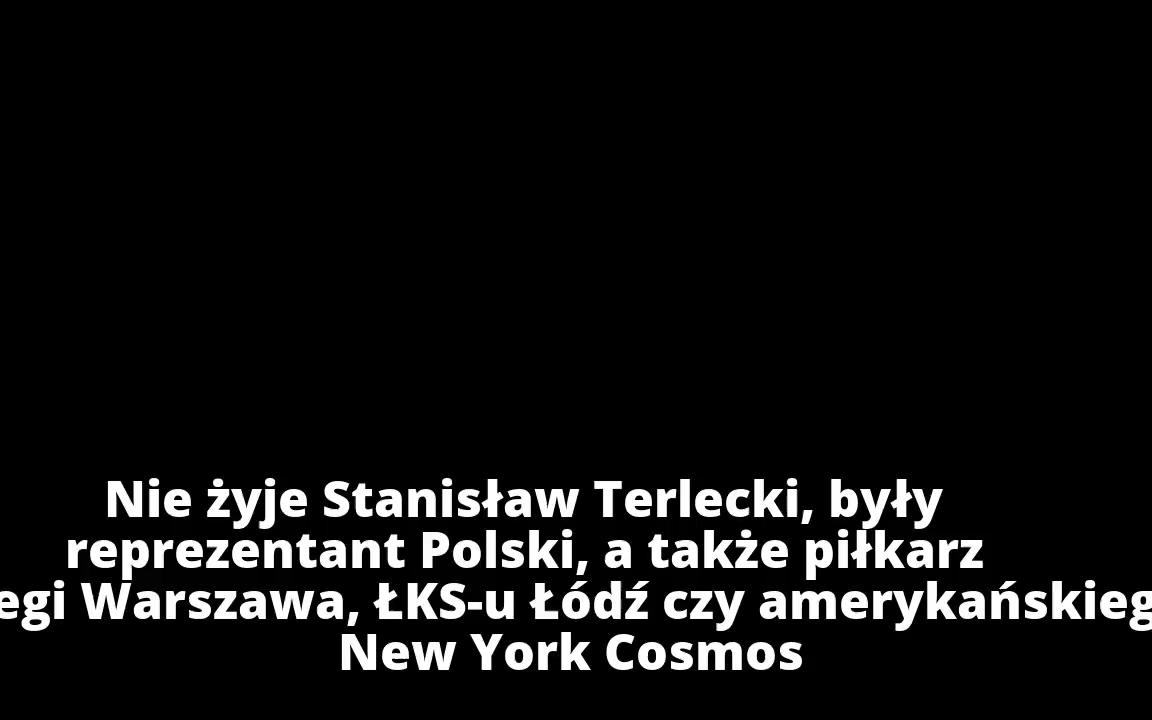 Nie żyje Stanisław Terlecki, były
reprezentant Polski, a także piłkarz
egi Warszawa, ŁKS-u Łódź czy amerykańskieg
New York Cosmos